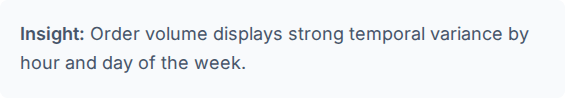 Insight: Order volume displays strong temporal variance by
hour and day of the week.